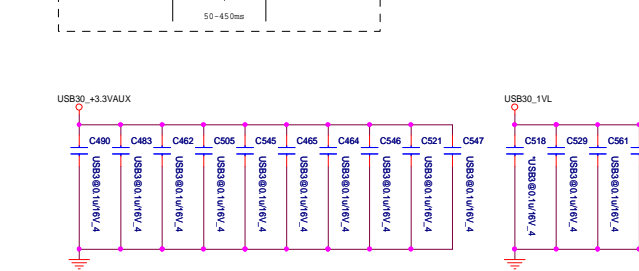 50-450ms
USB30_+3.3VAUX
USB30_1VL
C490
C483
C462
C505
C545
C465
C464
C546
C521
C547
C518
C529
C561
USB3@0.1u/16V_4
USB3@0.1u/16V_4
USB3@0.1u/16V_4
USB3@0.1u/16V_4
USB3@0.1u/16V_4
USB3@0.1u/16V_4
USB3@0.1u/16V_4
USB3@0.1u/16V_4
USB3@0.1u/16V_4
USB3@0.1u/16V_4
*USB3@0.1u/16V_4
USB3@0.1u/16V_4
USB3@0.1u/16V_4